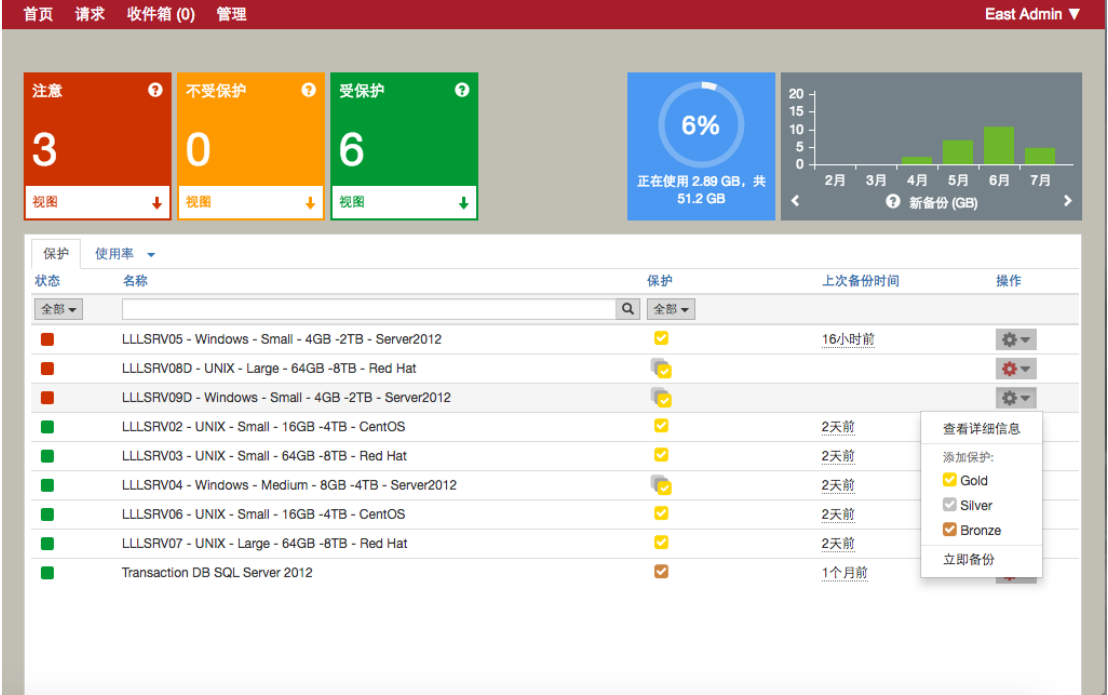 首页 请求 收件箱 (0) 管理 East Admin ▼
注意 ? 不受保护 ? 受保护 ?
3 0 6
视图 视图 视图
6%
正在使用 2.89 GB，共
51.2 GB
20
15
10
5
0
2月 3月 4月 5月 6月 7月
? 新备份 (GB)
保护 使用率
状态 名称 保护 上次备份时间 操作
全部 全部
LLLSRV05 - Windows - Small - 4GB -2TB - Server2012 16小时前
LLLSRV08D - UNIX - Large - 64GB -8TB - Red Hat
LLLSRV09D - Windows - Small - 4GB -2TB - Server2012
LLLSRV02 - UNIX - Small - 16GB -4TB - CentOS 2天前
LLLSRV03 - UNIX - Small - 64GB -8TB - Red Hat 2天前
LLLSRV04 - Windows - Medium - 8GB -4TB - Server2012 2天前
LLLSRV06 - UNIX - Small - 16GB -4TB - CentOS 2天前
LLLSRV07 - UNIX - Large - 64GB -8TB - Red Hat 2天前
Transaction DB SQL Server 2012 1个月前
查看详细信息
添加保护:
Gold
Silver
Bronze
立即备份